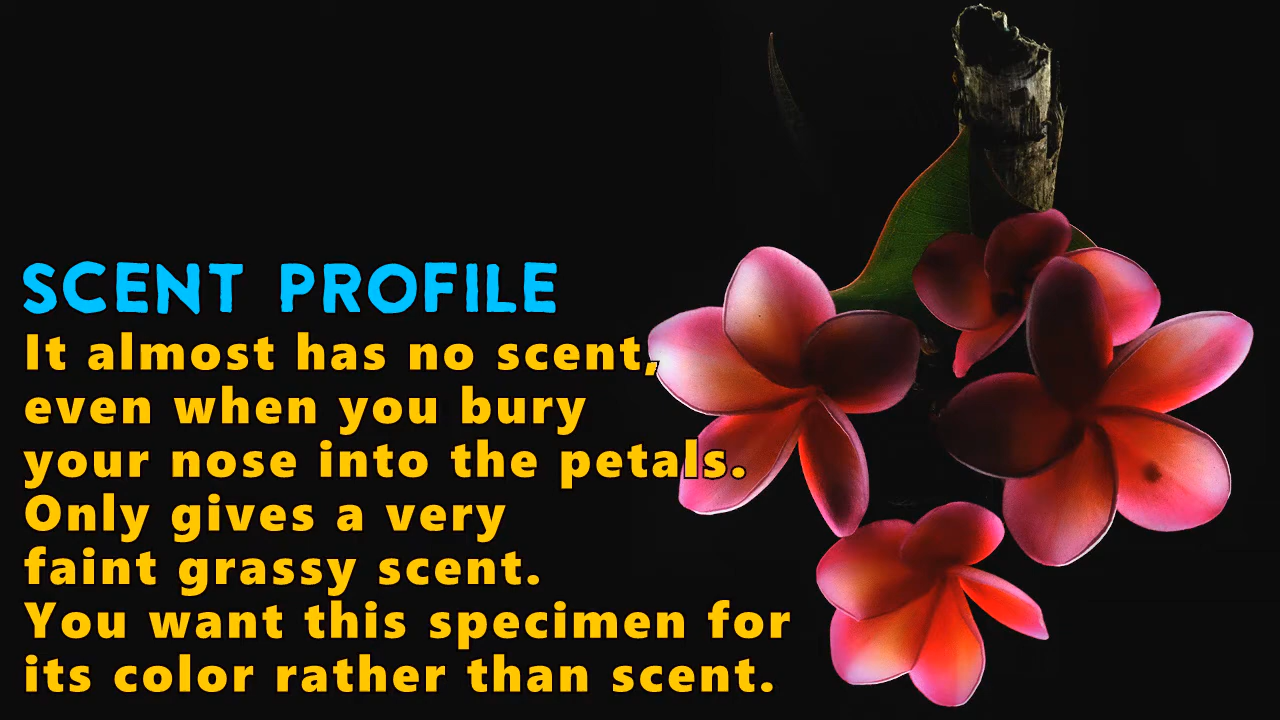 SCENT PROFILE
It almost has no scent,
even when you bury
your nose into the petals.
Only gives a very
faint grassy scent.
You want this specimen for
its color rather than scent.